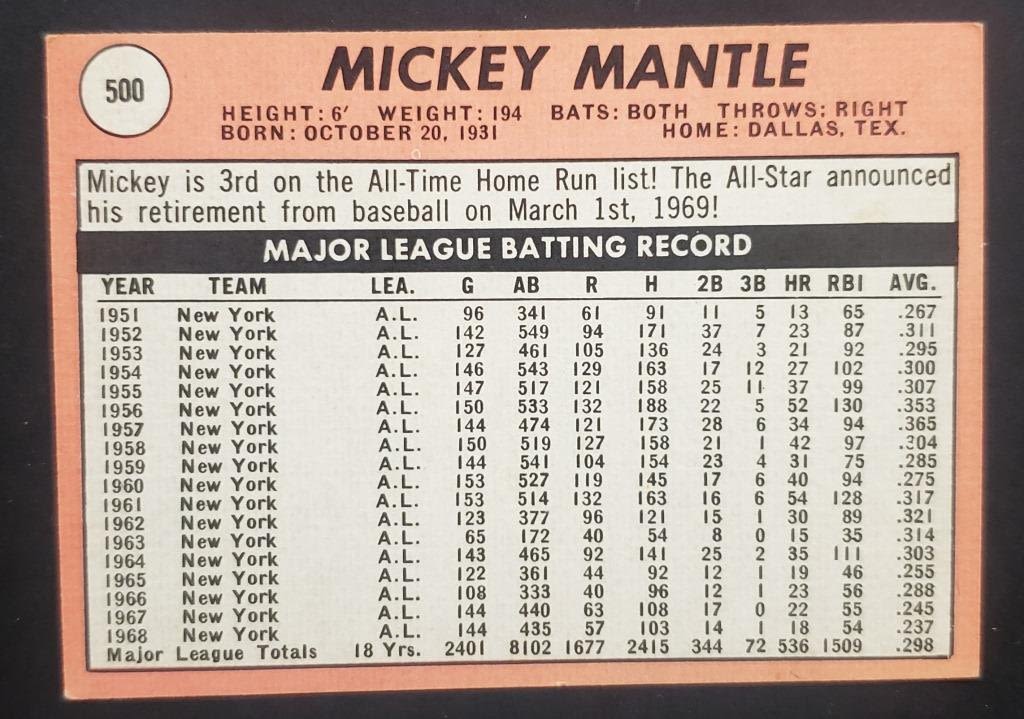 500
MICKEY MANTLE
HEIGHT: 6′ WEIGHT: 194 BATS: BOTH THROWS: RIGHT
BORN: OCTOBER 20, 1931 HOME: DALLAS, TEX.
Mickey is 3rd on the All-Time Home Run list! The All-Star announced
his retirement from baseball on March 1st, 1969!
MAJOR LEAGUE BATTING RECORD
YEAR TEAM LEA. G AB R H 2B 3B HR RBI AVG.
1951 New York A.L. 96 341 61 91 11 5 13 65 .267
1952 New York A.L. 142 549 94 171 37 7 23 87 .311
1953 New York A.L. 127 461 105 136 24 3 21 92 .295
1954 New York A.L. 146 543 129 163 17 12 27 102 .300
1955 New York A.L. 147 517 121 158 25 11 37 99 .307
1956 New York A.L. 150 533 132 188 22 5 52 130 .353
1957 New York A.L. 144 474 121 173 28 6 34 94 .365
1958 New York A.L. 150 519 127 158 21 1 42 97 .304
1959 New York A.L. 144 541 104 154 23 4 31 75 .285
1960 New York A.L. 153 527 119 145 17 6 40 94 .275
1961 New York A.L. 153 514 132 163 16 6 54 128 .317
1962 New York A.L. 123 377 96 121 15 1 30 89 .321
1963 New York A.L. 65 172 40 54 8 0 15 35 .314
1964 New York A.L. 143 465 92 141 25 2 35 111 .303
1965 New York A.L. 122 361 44 92 12 1 19 46 .255
1966 New York A.L. 108 333 40 96 12 1 23 56 .288
1967 New York A.L. 144 440 63 108 17 0 22 55 .245
1968 New York A.L. 144 435 57 103 14 1 18 54 .237
Major League Totals 18 Yrs. 2401 8102 1677 2415 344 72 536 1509 .298